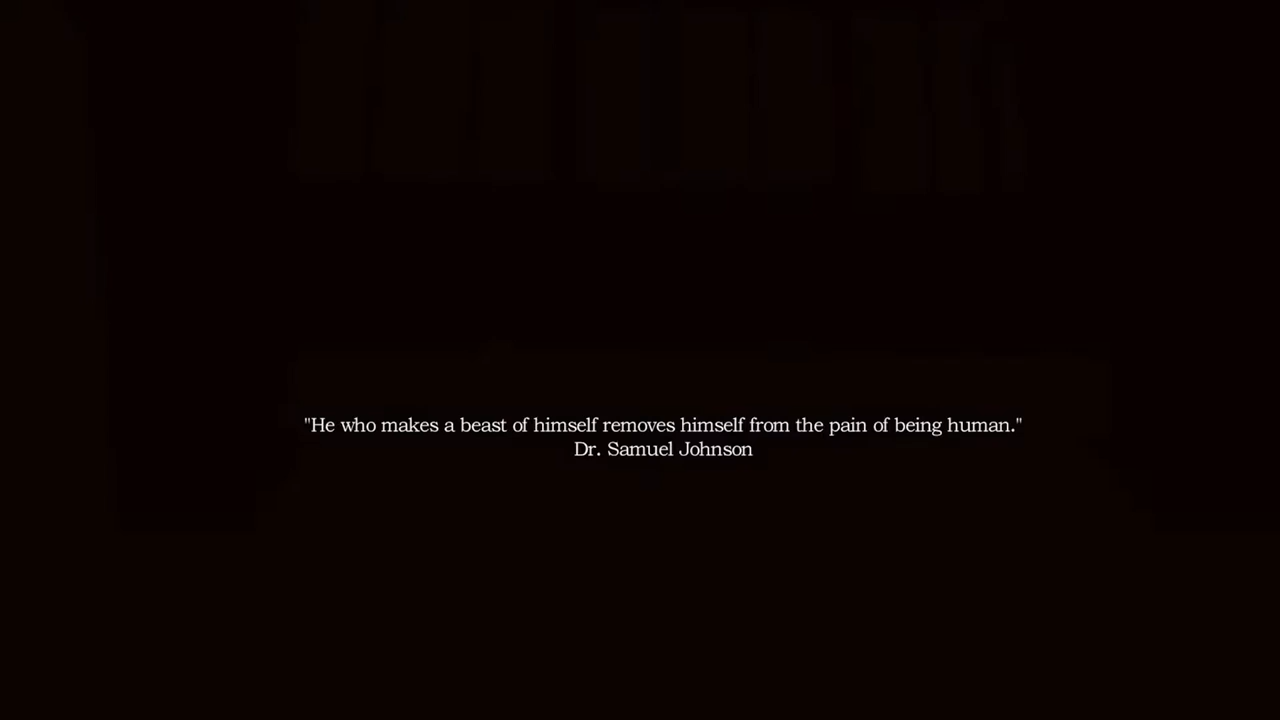 "He who makes a beast of himself removes himself from the pain of being human."
Dr. Samuel Johnson